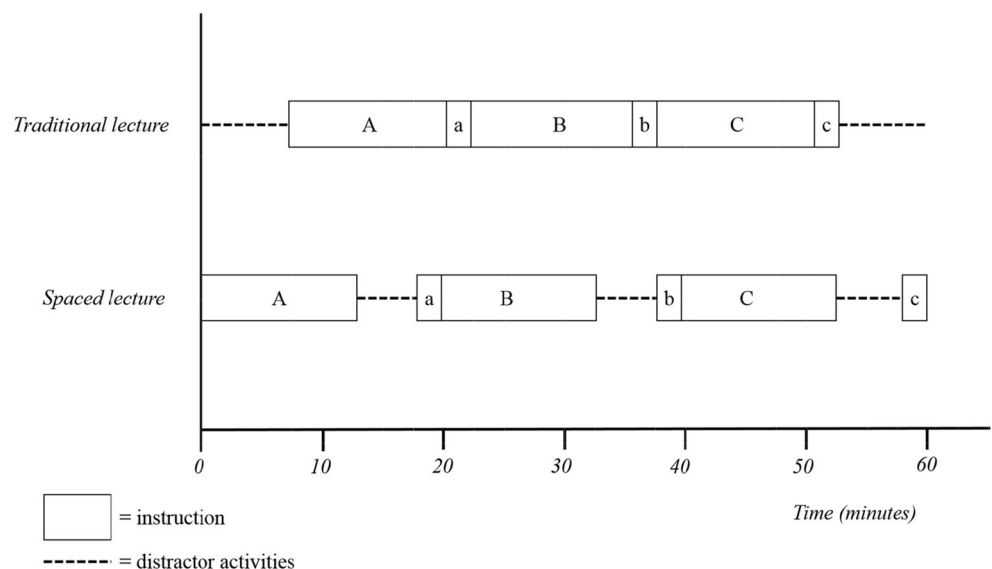 Traditional lecture
A a B b C c
Spaced lecture
A a B b C c
0 10 20 30 40 50 60
Time (minutes)
= instruction
= distractor activities